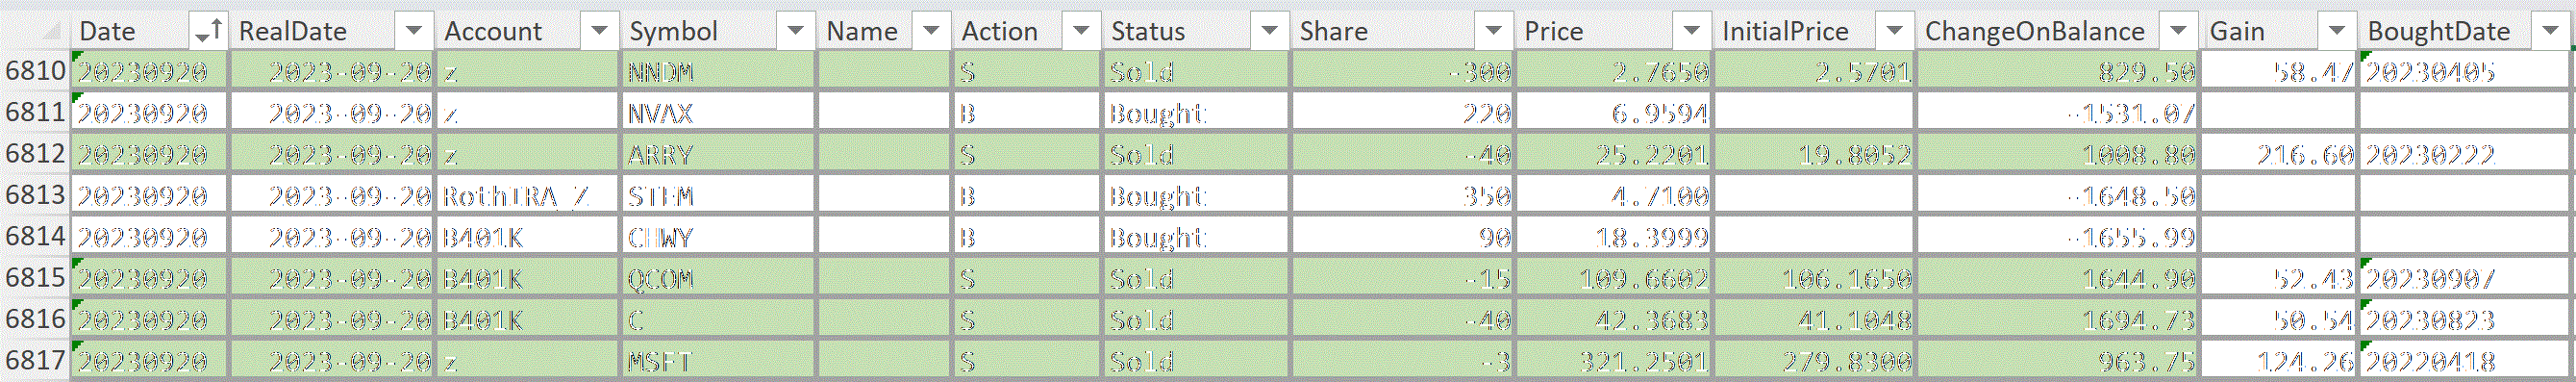 Date RealDate Account Symbol Name Action Status Share Price InitialPrice ChangeOnBalance Gain BoughtDate
6810 20230920 2023-09-20 z NNDM S Sold -300 2.7650 2.5701 829.50 58.47 20230405
6811 20230920 2023-09-20 z NVAX B Bought 220 6.9594 -1531.07
6812 20230920 2023-09-20 z ARRY S Sold -40 25.2201 19.8052 1008.80 216.60 20230222
6813 20230920 2023-09-20 RothIRA_Z STEM B Bought 350 4.7100 -1648.50
6814 20230920 2023-09-20 B401K CHWY B Bought 90 18.3999 -1655.99
6815 20230920 2023-09-20 B401K QCOM S Sold -15 109.6602 106.1650 1644.90 52.43 20230907
6816 20230920 2023-09-20 B401K C S Sold -40 42.3683 41.1048 1694.73 50.54 20230823
6817 20230920 2023-09-20 z MSFT S Sold -3 321.2501 279.8300 963.75 124.26 20220418